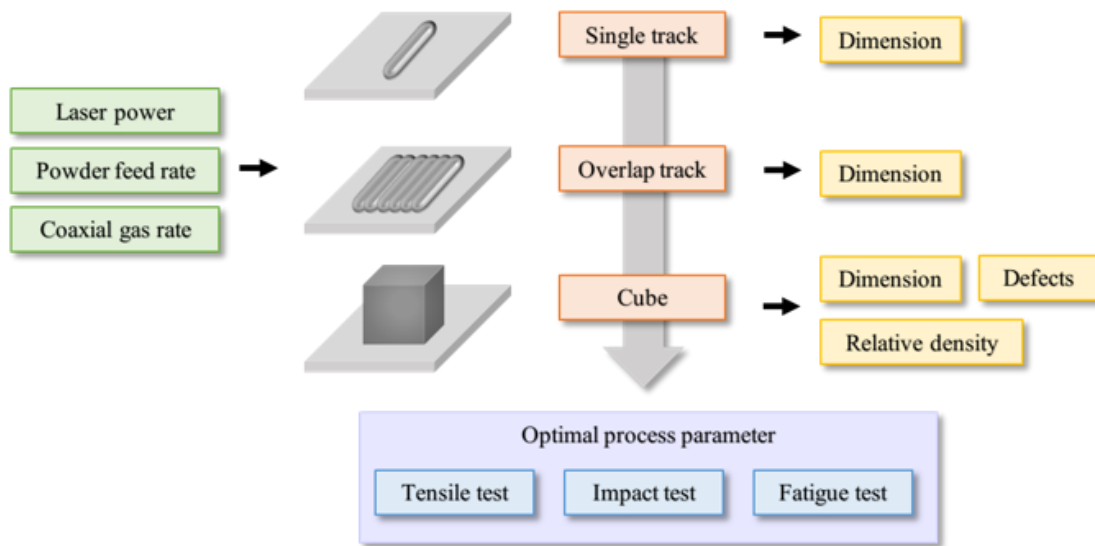 Single track
Dimension
Laser power
Powder feed rate
Coaxial gas rate
Overlap track
Dimension
Cube
Dimension
Defects
Relative density
Optimal process parameter
Tensile test
Impact test
Fatigue test